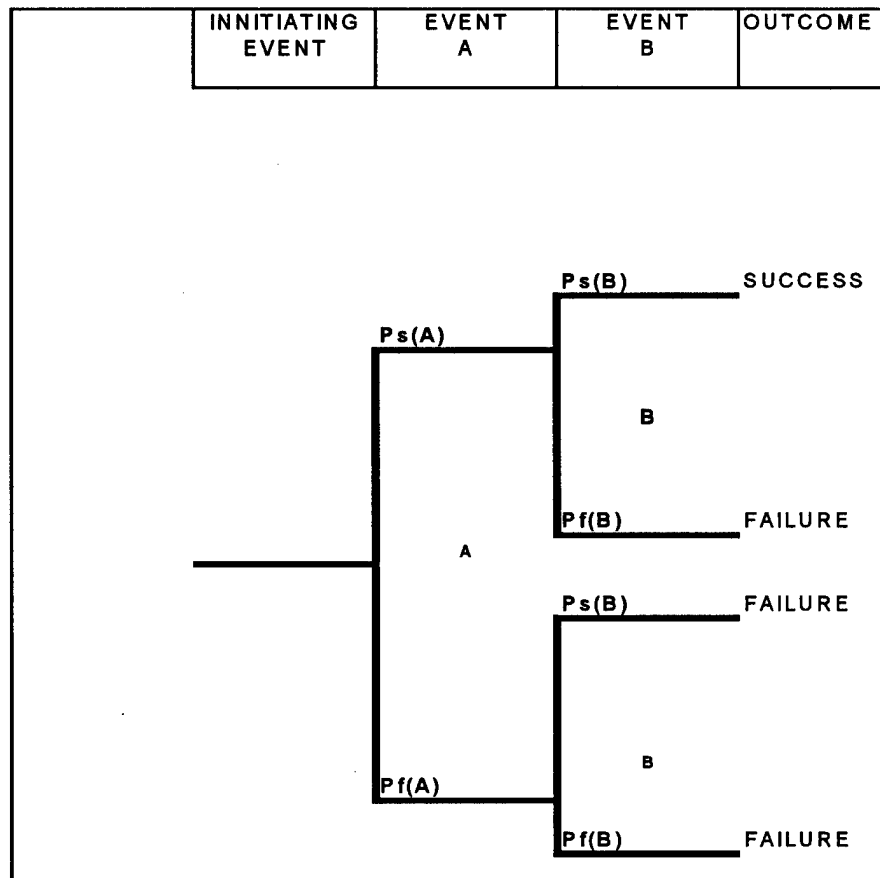 INNITIATING EVENT
EVENT A
EVENT B
OUTCOME
Ps(B) SUCCESS
Ps(A)
B
Pf(B) FAILURE
A
Ps(B) FAILURE
B
Pf(A)
Pf(B) FAILURE